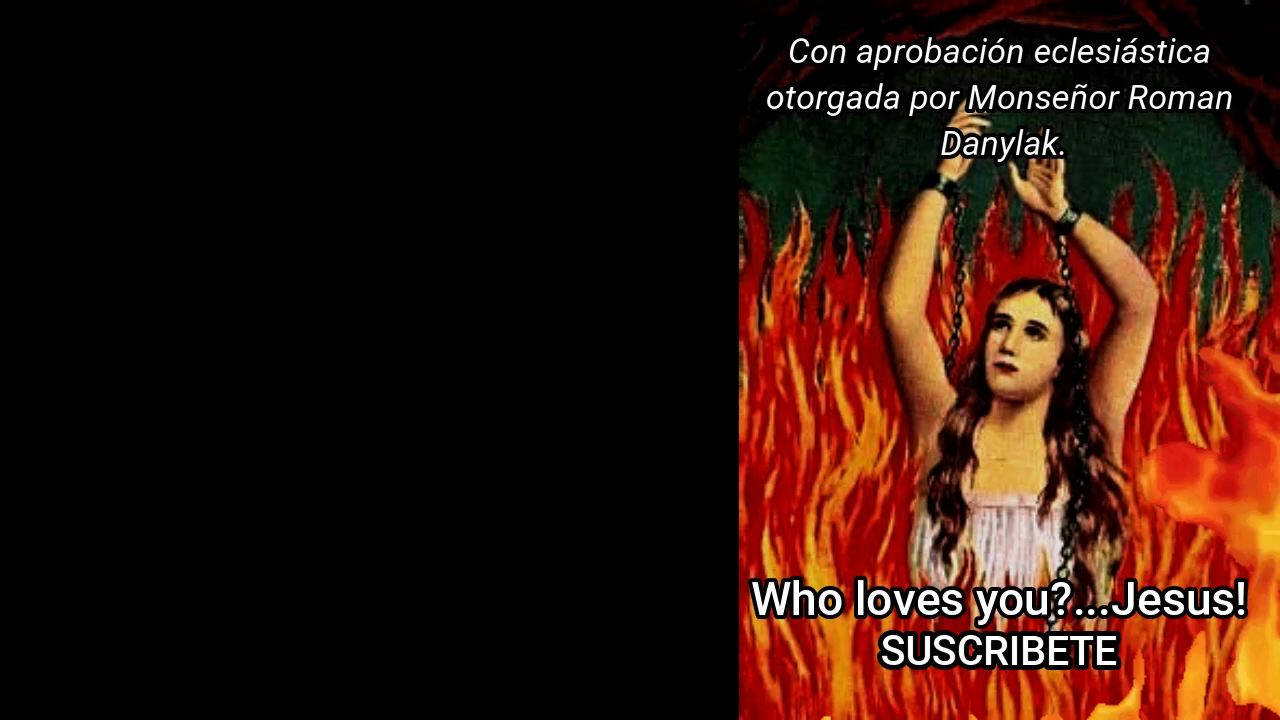 Con aprobación eclesiástica
otorgada por Monseñor Roman
Danylak.
Who loves you?...Jesus!
SUSCRIBETE